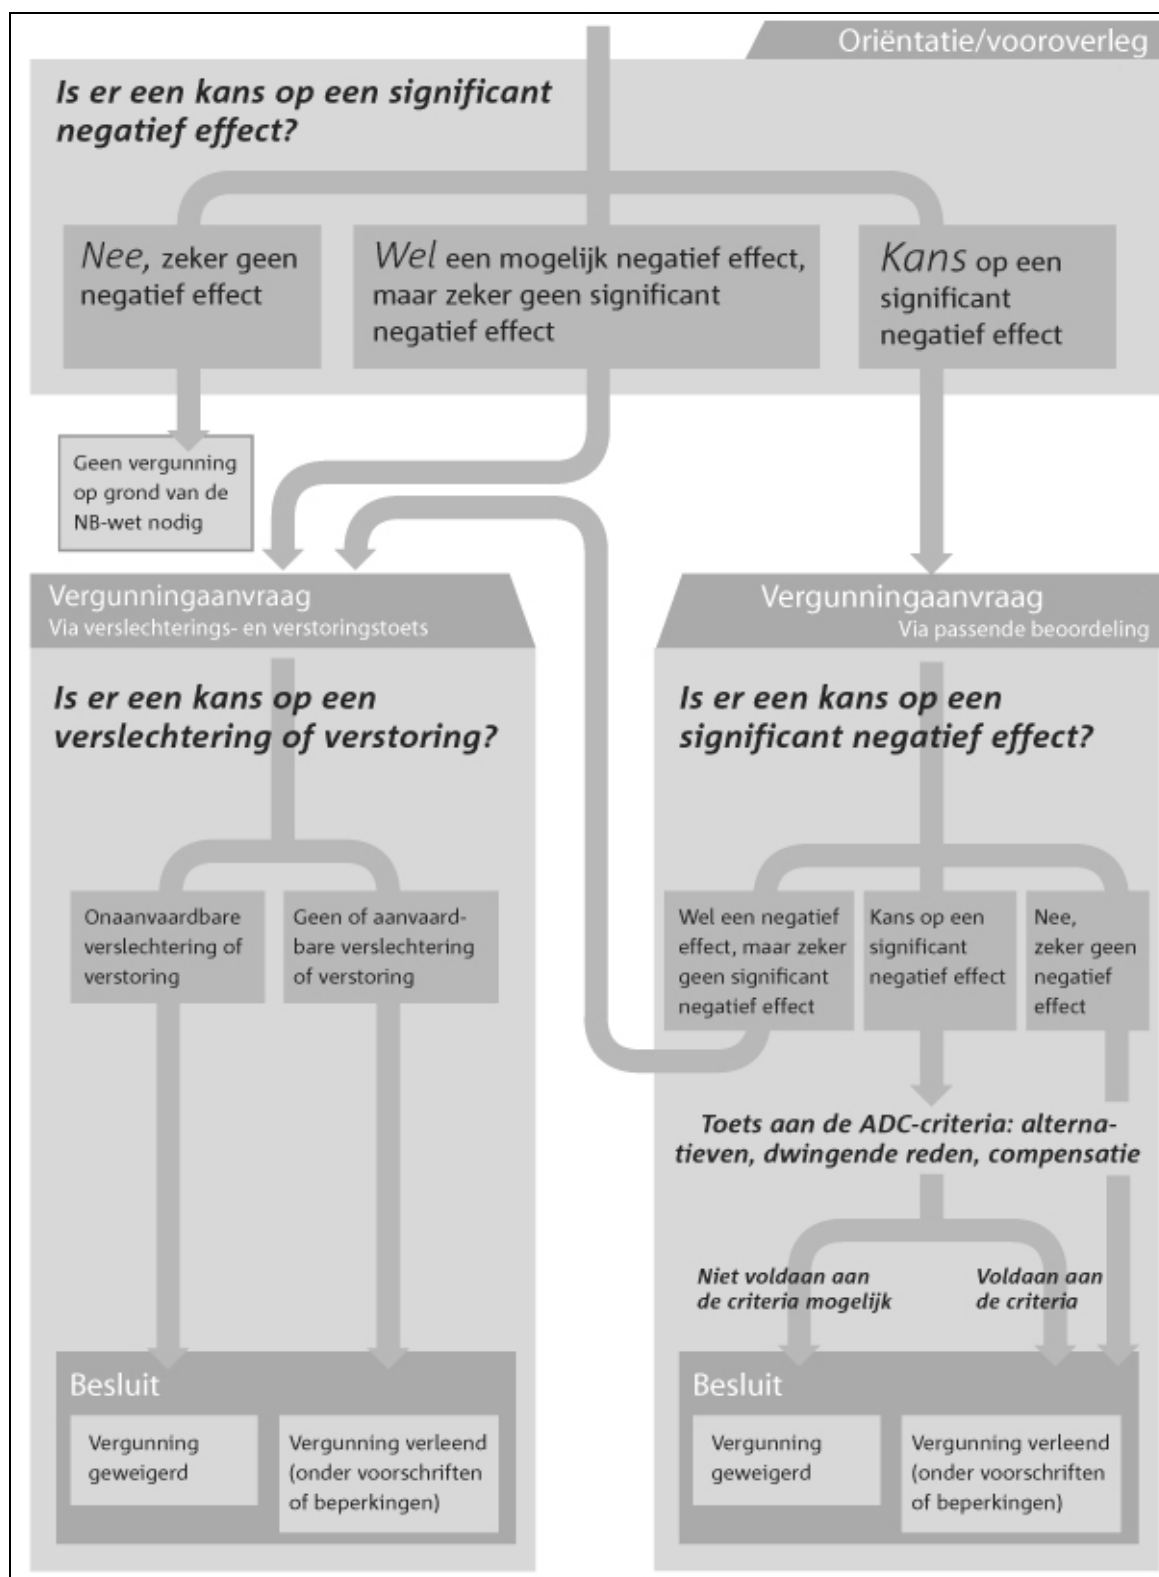 Oriëntatie/vooroverleg
Is er een kans op een significant
negatief effect?
Nee, zeker geen
negatief effect
Wel een mogelijk negatief effect,
maar zeker geen significant
negatief effect
Kans op een
significant
negatief effect
Geen vergunning
op grond van de
NB-wet nodig
Vergunningaanvraag
Via verslechterings- en verstoringstoets
Is er een kans op een
verslechtering of verstoring?
Onaanvaardbare
verslechtering of
verstoring
Geen of aanvaard-
bare verslechtering
of verstoring
Besluit
Vergunning
geweigerd
Vergunning verleend
(onder voorschriften
of beperkingen)
Vergunningaanvraag
Via passende beoordeling
Is er een kans op een
significant negatief effect?
Wel een negatief
effect, maar zeker
geen significant
negatief effect
Kans op een
significant
negatief effect
Nee,
zeker geen
negatief
effect
Toets aan de ADC-criteria: alterna-
tieven, dwingende reden, compensatie
Niet voldaan aan
de criteria mogelijk
Voldaan aan
de criteria
Besluit
Vergunning
geweigerd
Vergunning verleend
(onder voorschriften
of beperkingen)